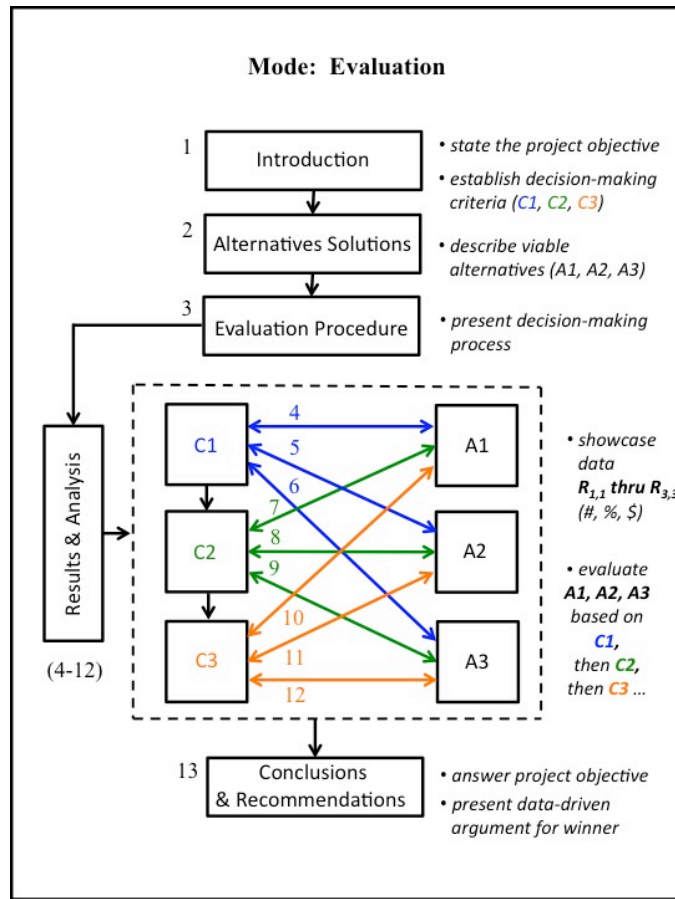 Mode: Evaluation
1
Introduction
• state the project objective
• establish decision-making
criteria (C1, C2, C3)
2
Alternatives Solutions
• describe viable
alternatives (A1, A2, A3)
3
Evaluation Procedure
• present decision-making
process
Results & Analysis
(4-12)
C1
C2
C3
4
5
6
7
8
9
10
11
12
A1
A2
A3
• showcase
data
R1,1 thru R3,3
(#, %, $)
• evaluate
A1, A2, A3
based on
C1,
then C2,
then C3 ...
13
Conclusions
& Recommendations
• answer project objective
• present data-driven
argument for winner